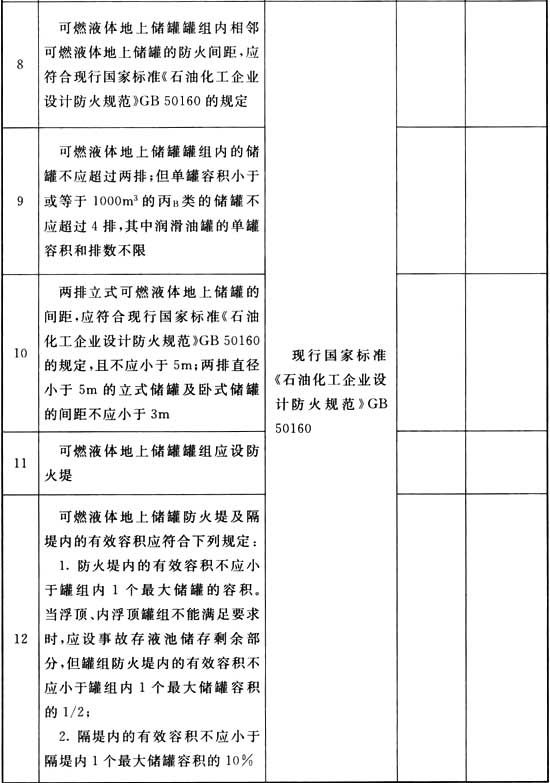 8
可燃液体地上储罐罐组内相邻
可燃液体地上储罐的防火间距,应
符合现行国家标准《石油化工企业
设计防火规范》GB 50160 的规定
9
可燃液体地上储罐罐组内的储
罐不应超过两排;但单罐容积小于
或等于 1000m³ 的丙B类的储罐不
应超过 4 排,其中润滑油罐的单罐
容积和排数不限
10
两排立式可燃液体地上储罐的
间距,应符合现行国家标准《石油
化工企业设计防火规范》GB 50160
的规定,且不应小于 5m;两排直径
小于 5m 的立式储罐及卧式储罐
的间距不应小于 3m
11
可燃液体地上储罐罐组应设防
火堤
12
可燃液体地上储罐防火堤及隔
堤内的有效容积应符合下列规定:
1. 防火堤内的有效容积不应小
于罐组内 1 个最大储罐的容积。
当浮顶、内浮顶罐组不能满足要求
时,应设事故存液池储存剩余部
分,但罐组防火堤内的有效容积不
应小于罐组内 1 个最大储罐容积
的 1/2;
2. 隔堤内的有效容积不应小于
隔堤内 1 个最大储罐容积的 10%
现行国家标准
《石油化工企业设
计防火规范》GB
50160